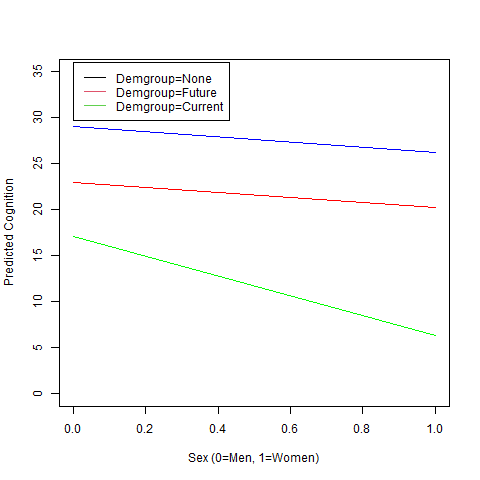 Demgroup=None
Demgroup=Future
Demgroup=Current
35
30
25
20
15
10
5
0
Predicted Cognition
0.0 0.2 0.4 0.6 0.8 1.0
Sex (0=Men, 1=Women)